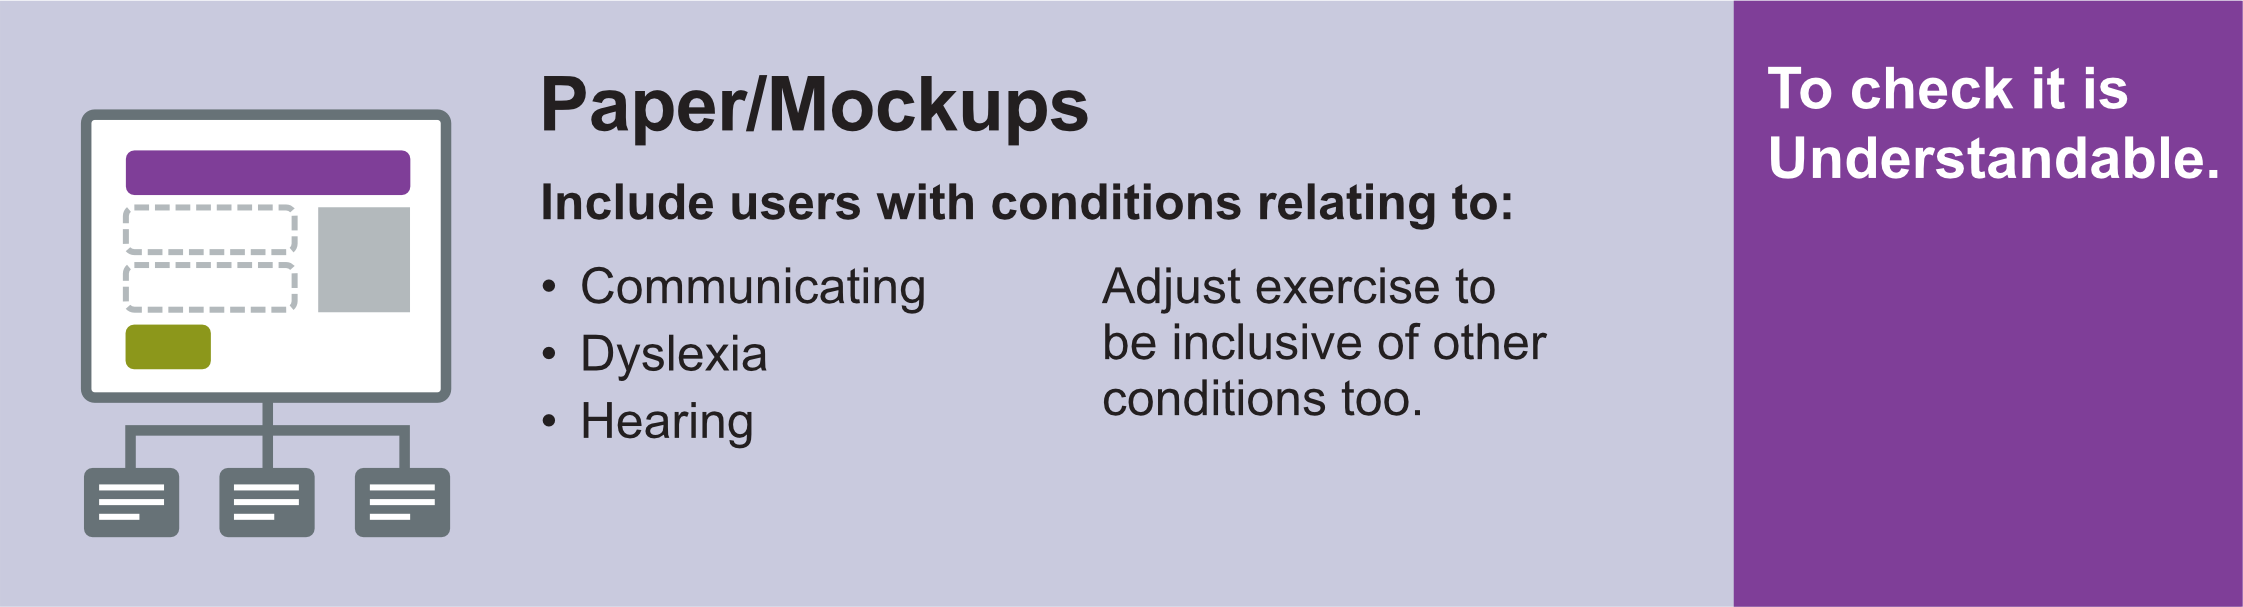 Paper/Mockups
Include users with conditions relating to:
• Communicating
• Dyslexia
• Hearing
Adjust exercise to
be inclusive of other
conditions too.
To check it is
Understandable.